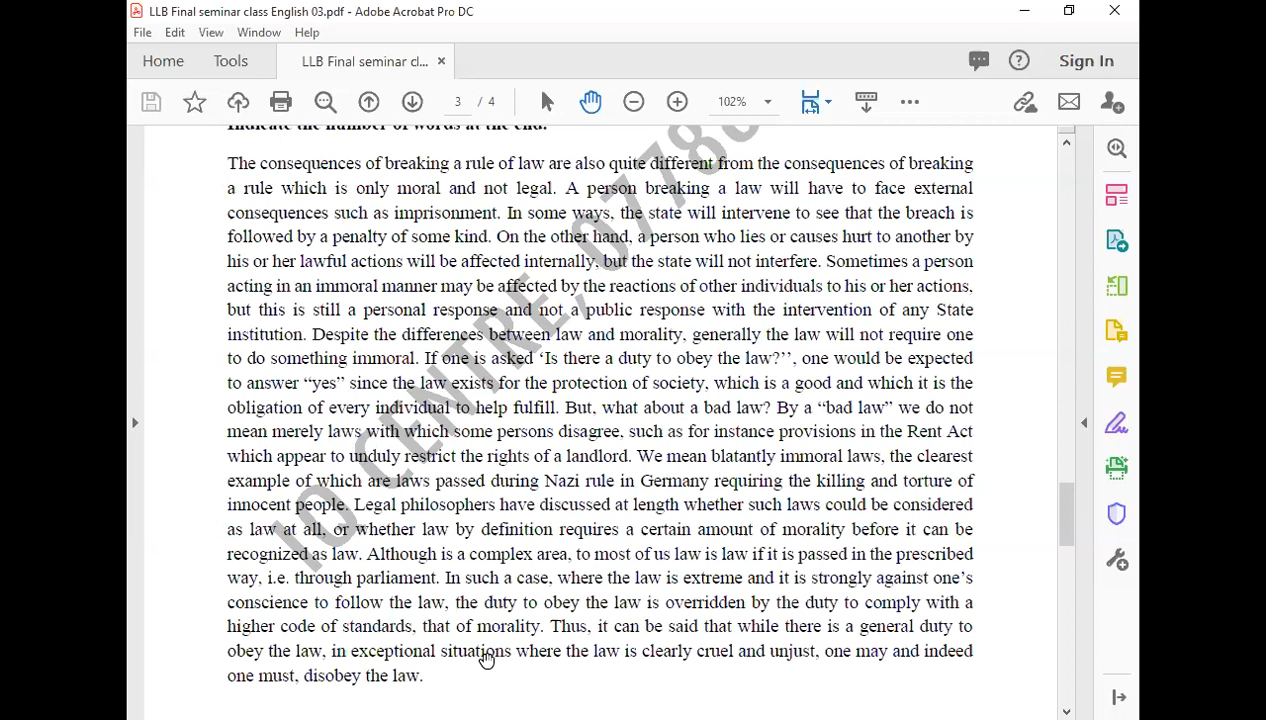 LLB Final seminar class English 03.pdf - Adobe Acrobat Pro DC
File Edit View Window Help
Home Tools LLB Final seminar cl... × Sign In
3 / 4 102%
Indicate the number of words at the end.
The consequences of breaking a rule of law are also quite different from the consequences of breaking
a rule which is only moral and not legal. A person breaking a law will have to face external
consequences such as imprisonment. In some ways, the state will intervene to see that the breach is
followed by a penalty of some kind. On the other hand, a person who lies or causes hurt to another by
his or her lawful actions will be affected internally, but the state will not interfere. Sometimes a person
acting in an immoral manner may be affected by the reactions of other individuals to his or her actions,
but this is still a personal response and not a public response with the intervention of any State
institution. Despite the differences between law and morality, generally the law will not require one
to do something immoral. If one is asked ‘Is there a duty to obey the law?’’, one would be expected
to answer “yes” since the law exists for the protection of society, which is a good and which it is the
obligation of every individual to help fulfill. But, what about a bad law? By a “bad law” we do not
mean merely laws with which some persons disagree, such as for instance provisions in the Rent Act
which appear to unduly restrict the rights of a landlord. We mean blatantly immoral laws, the clearest
example of which are laws passed during Nazi rule in Germany requiring the killing and torture of
innocent people. Legal philosophers have discussed at length whether such laws could be considered
as law at all, or whether law by definition requires a certain amount of morality before it can be
recognized as law. Although is a complex area, to most of us law is law if it is passed in the prescribed
way, i.e. through parliament. In such a case, where the law is extreme and it is strongly against one’s
conscience to follow the law, the duty to obey the law is overridden by the duty to comply with a
higher code of standards, that of morality. Thus, it can be said that while there is a general duty to
obey the law, in exceptional situations where the law is clearly cruel and unjust, one may and indeed
one must, disobey the law.
IQ CENTRE, 07788